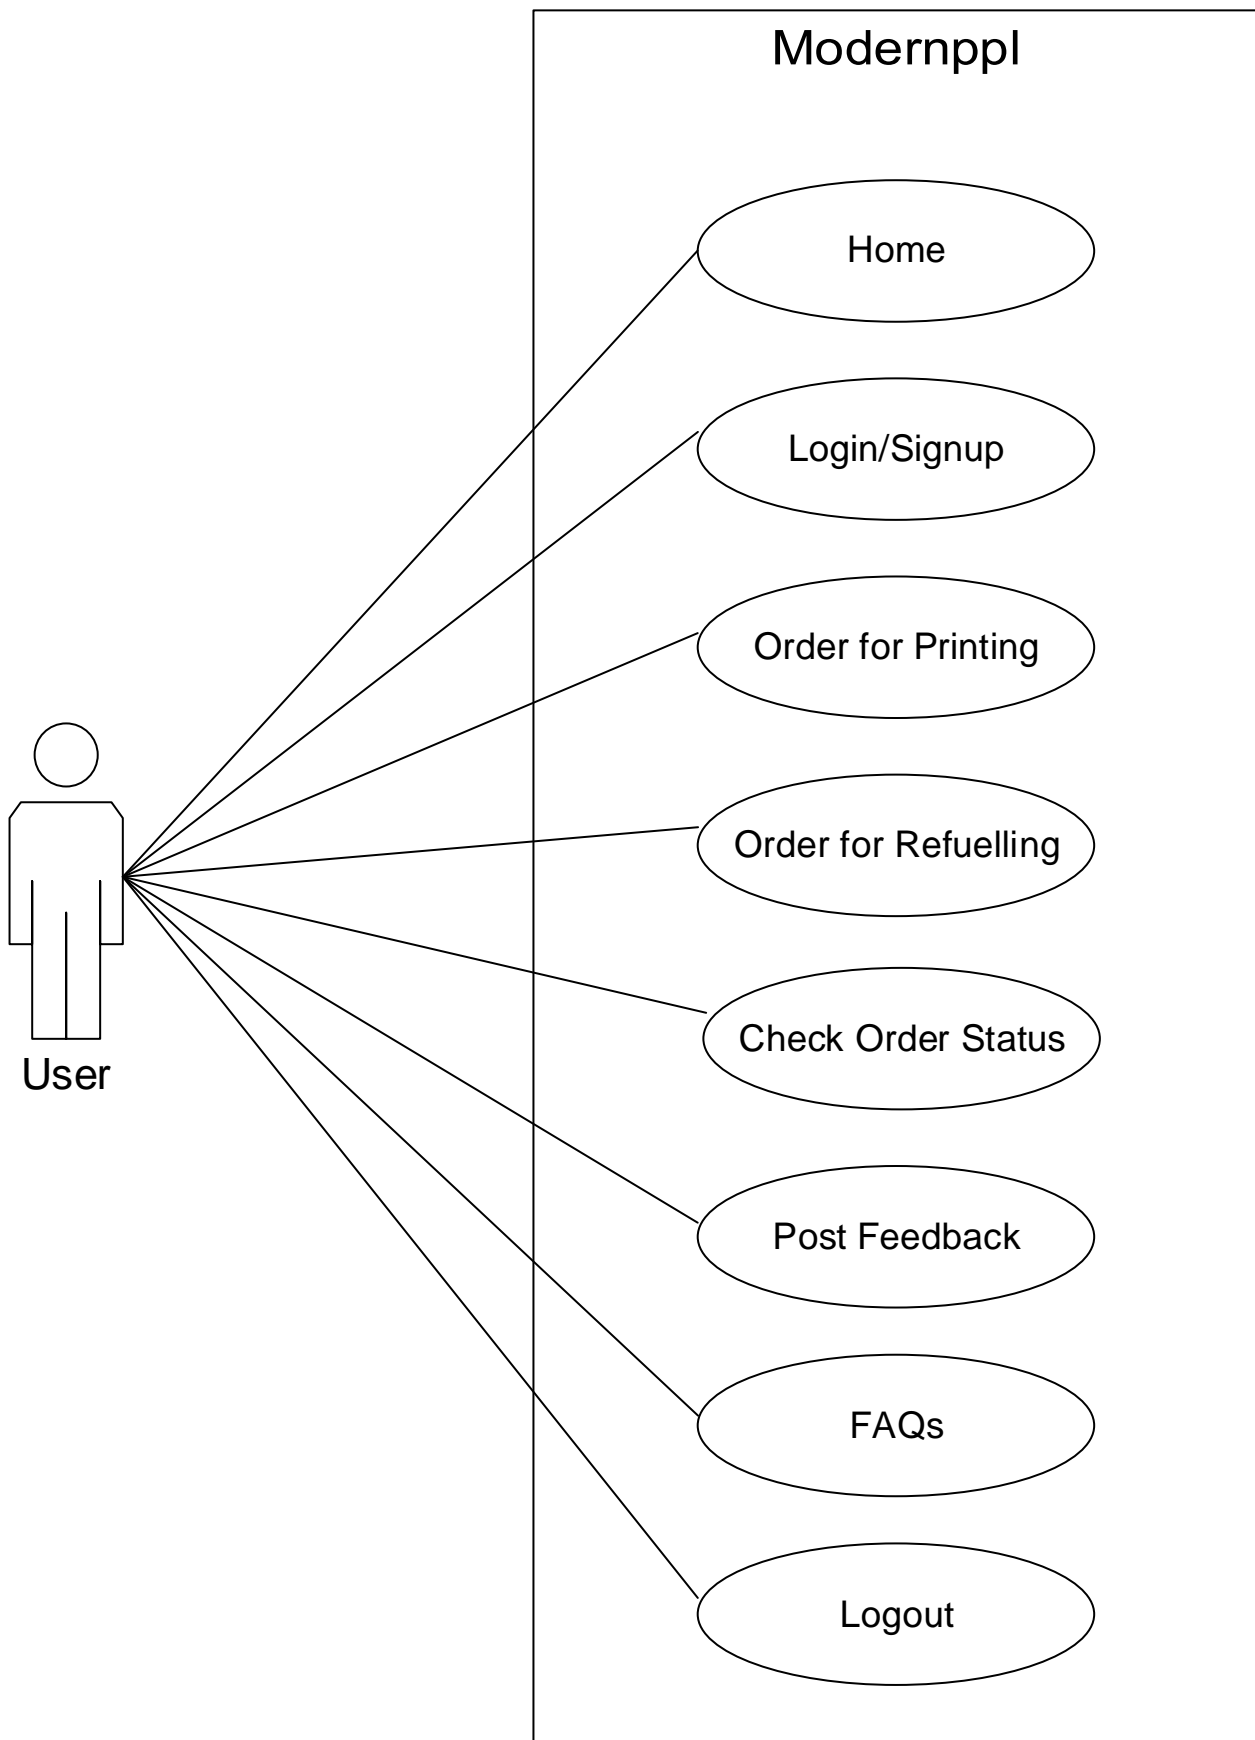 Modernppl
Home
Login/Signup
Order for Printing
Order for Refuelling
Check Order Status
User
Post Feedback
FAQs
Logout